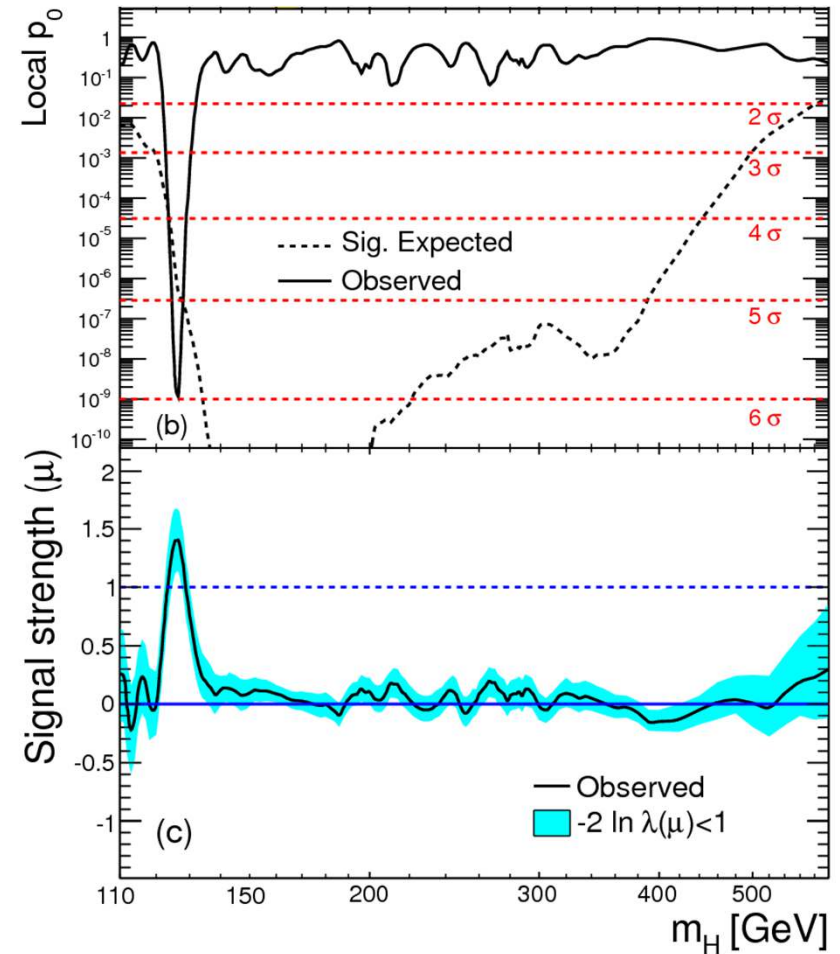 Local p₀
1
10⁻¹
10⁻²
10⁻³
10⁻⁴
10⁻⁵
10⁻⁶
10⁻⁷
10⁻⁸
10⁻⁹
10⁻¹⁰
2 σ
3 σ
4 σ
5 σ
6 σ
Sig. Expected
Observed
(b)
Signal strength (μ)
2
1.5
1
0.5
0
-0.5
-1
Observed
-2 ln λ(μ)<1
(c)
110 150 200 300 400 500
m_H [GeV]